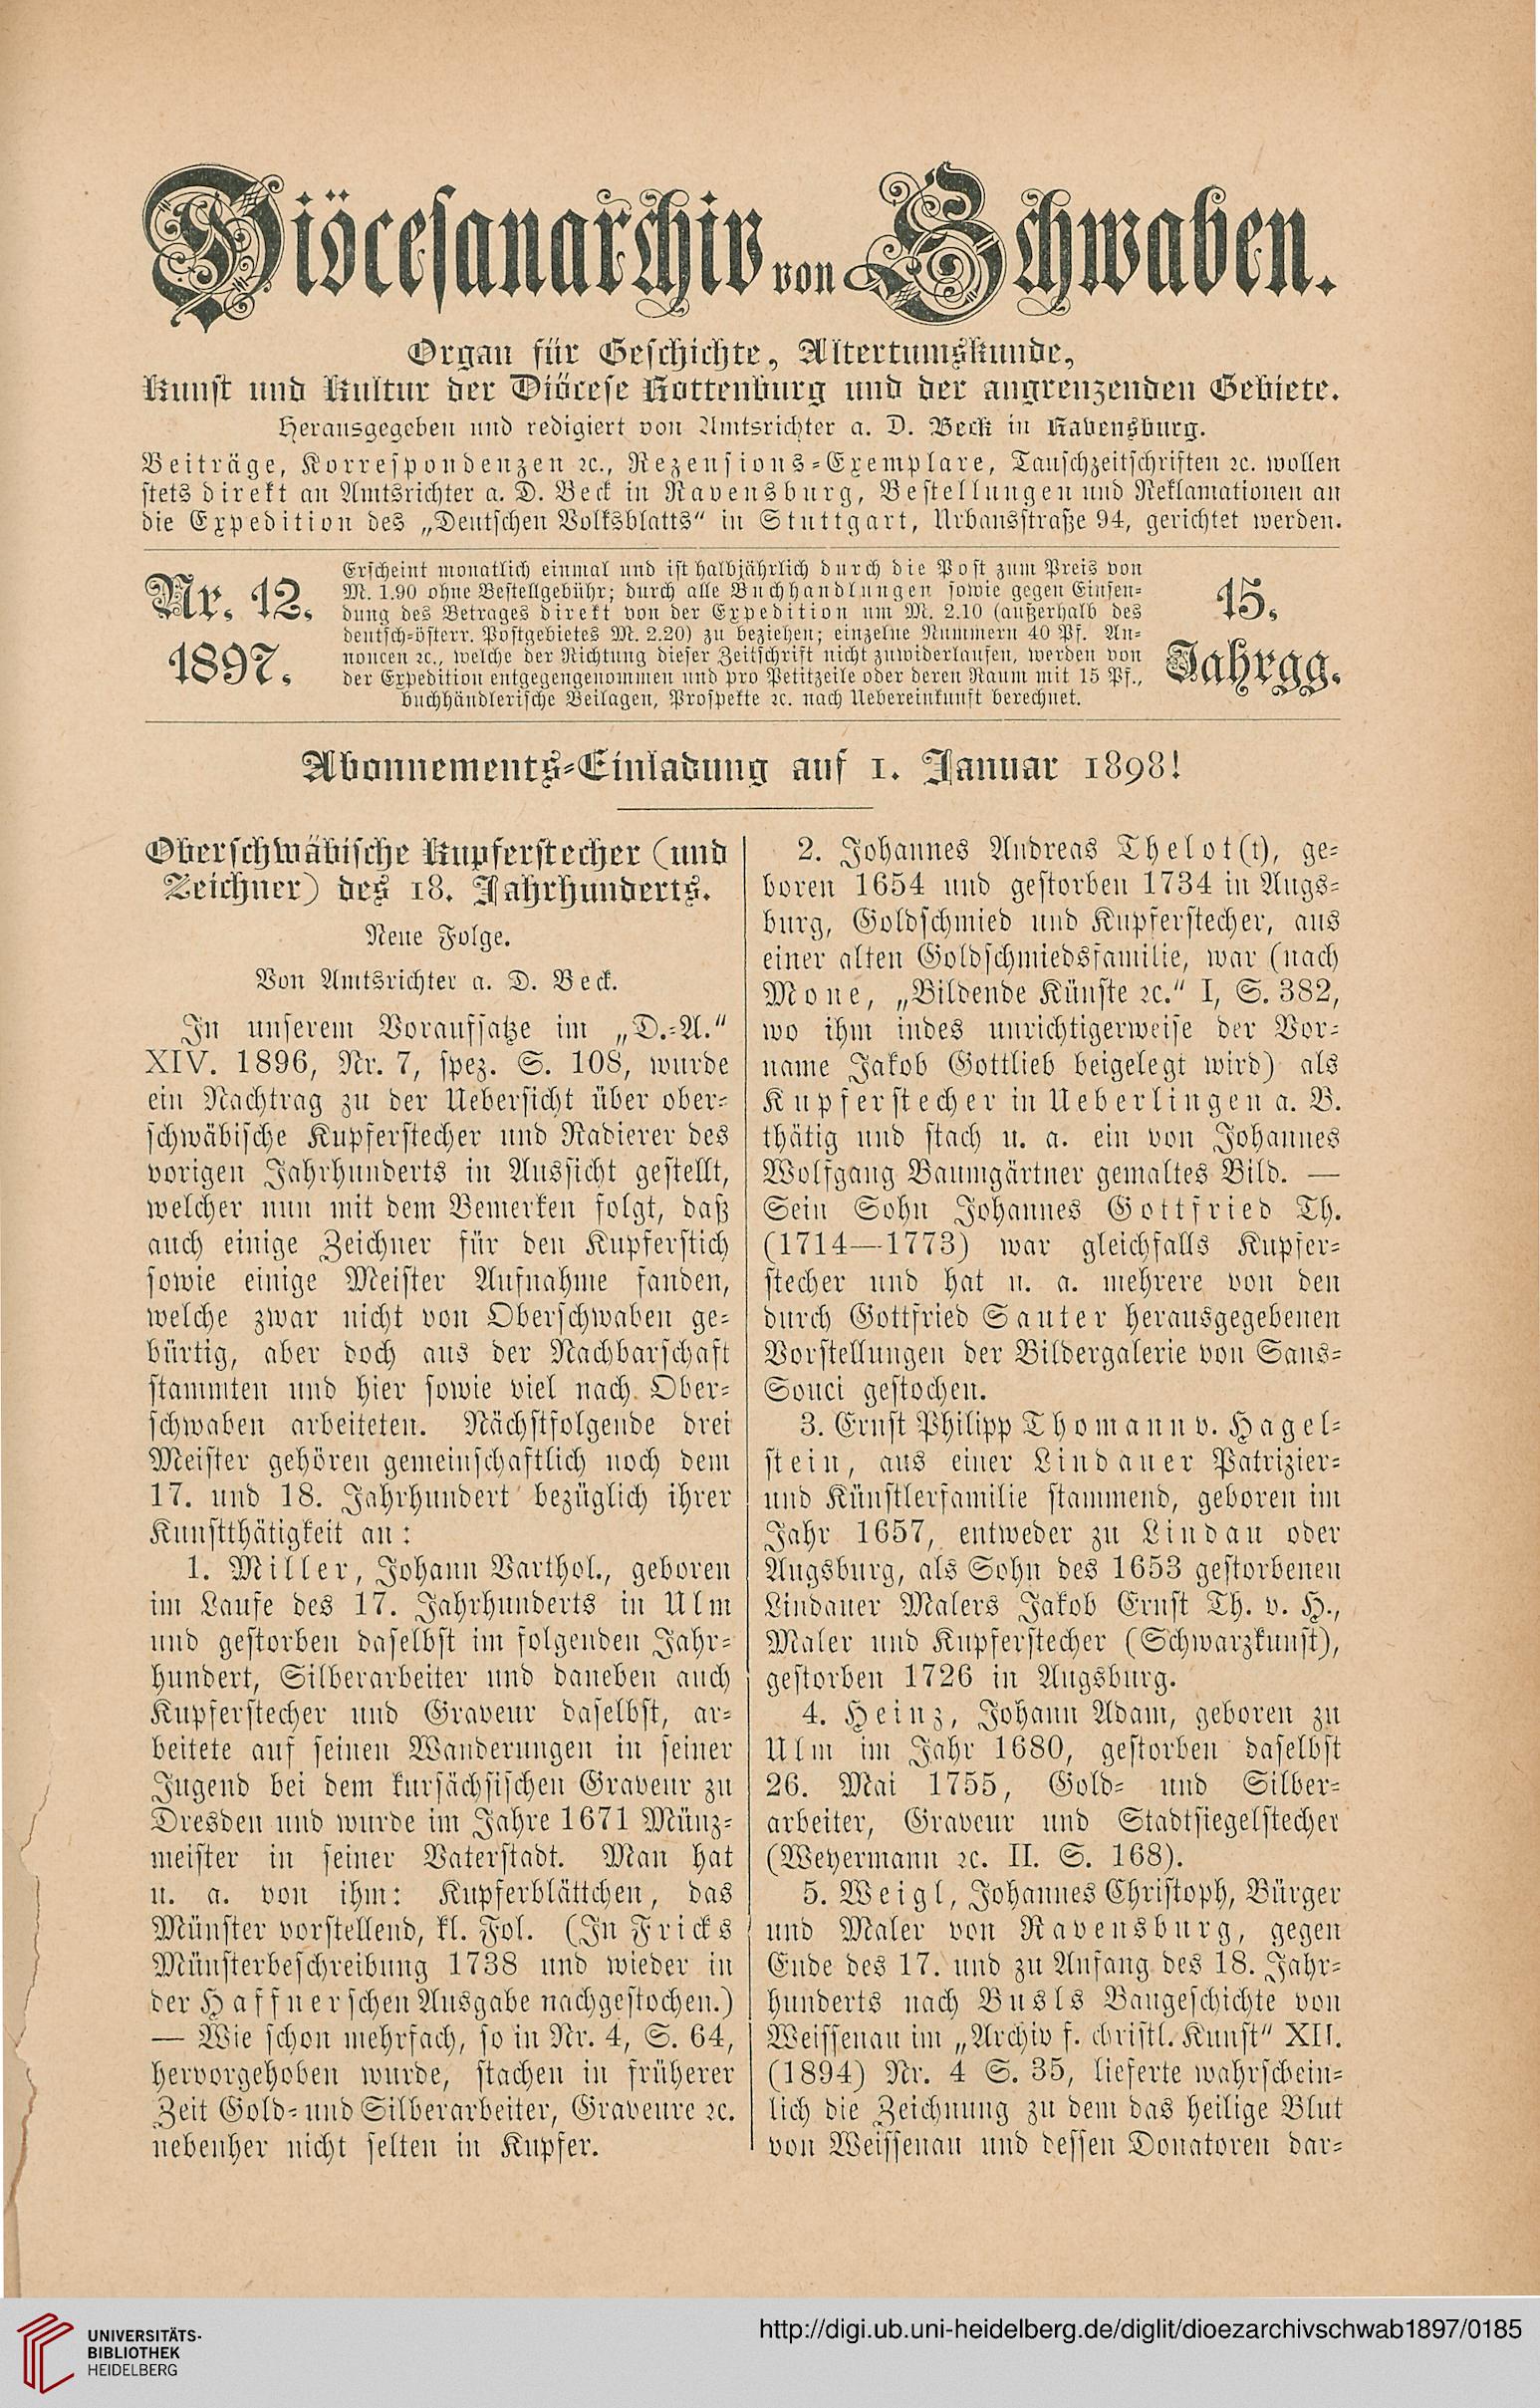 Diöcesanarchiv von Schwaben.
Organ für Geschichte, Altertumskunde,
Kunst und Kultur der Diöcese Rottenburg und der angrenzenden Gebiete.
Herausgegeben und redigiert von Amtsrichter a. D. Beck in Ravensburg.
Beiträge, Korrespondenzen ꝛc., Rezensions-Exemplare, Tauschzeitschriften ꝛc. wollen
stets direkt an Amtsrichter a. D. Beck in Ravensburg, Bestellungen und Reklamationen an
die Expedition des „Deutschen Volksblatts“ in Stuttgart, Urbansstraße 94, gerichtet werden.
Nr. 12.
1897.
Erscheint monatlich einmal und ist halbjährlich durch die Post zum Preis von
M. 1.90 ohne Bestellgebühr; durch alle Buchhandlungen sowie gegen Einsen-
dung des Betrages direkt von der Expedition um M. 2.10 (außerhalb des
deutsch-österr. Postgebietes M. 2.20) zu beziehen; einzelne Nummern 40 Pf. An-
noncen ꝛc., welche der Richtung dieser Zeitschrift nicht zuwiderlaufen, werden von
der Expedition entgegengenommen und pro Petitzeile oder deren Raum mit 15 Pf.,
buchhändlerische Beilagen, Prospekte ꝛc. nach Uebereinkunft berechnet.
15.
Jahrgg.
Abonnements-Einladung auf 1. Januar 1898!
Oberschwäbische Kupferstecher (und
Zeichner) des 18. Jahrhunderts.
Neue Folge.
Von Amtsrichter a. D. Beck.
In unserem Voraufsatze im „D.-A.“
XIV. 1896, Nr. 7, spez. S. 108, wurde
ein Nachtrag zu der Uebersicht über ober-
schwäbische Kupferstecher und Radierer des
vorigen Jahrhunderts in Aussicht gestellt,
welcher nun mit dem Bemerken folgt, daß
auch einige Zeichner für den Kupferstich
sowie einige Meister Aufnahme fanden,
welche zwar nicht von Oberschwaben ge-
bürtig, aber doch aus der Nachbarschaft
stammten und hier sowie viel nach Ober-
schwaben arbeiteten. Nächstfolgende drei
Meister gehören gemeinschaftlich noch dem
17. und 18. Jahrhundert bezüglich ihrer
Kunstthätigkeit an:
1. Miller, Johann Barthol., geboren
im Laufe des 17. Jahrhunderts in Ulm
und gestorben daselbst im folgenden Jahr-
hundert, Silberarbeiter und daneben auch
Kupferstecher und Graveur daselbst, ar-
beitete auf seinen Wanderungen in seiner
Jugend bei dem kursächsischen Graveur zu
Dresden und wurde im Jahre 1671 Münz-
meister in seiner Vaterstadt. Man hat
u. a. von ihm: Kupferblättchen, das
Münster vorstellend, kl. Fol. (In Fricks
Münsterbeschreibung 1738 und wieder in
der Haffnerschen Ausgabe nachgestochen.)
— Wie schon mehrfach, so in Nr. 4, S. 64,
hervorgehoben wurde, stachen in früherer
Zeit Gold- und Silberarbeiter, Graveure ꝛc.
nebenher nicht selten in Kupfer.
2. Johannes Andreas Thelot(t), ge-
boren 1654 und gestorben 1734 in Augs-
burg, Goldschmied und Kupferstecher, aus
einer alten Goldschmiedsfamilie, war (nach
Mone, „Bildende Künste ꝛc.“ I, S. 382,
wo ihm indes unrichtigerweise der Vor-
name Jakob Gottlieb beigelegt wird) als
Kupferstecher in Ueberlingen a. B.
thätig und stach u. a. ein von Johannes
Wolfgang Baumgärtner gemaltes Bild. —
Sein Sohn Johannes Gottfried Th.
(1714—1773) war gleichfalls Kupfer-
stecher und hat u. a. mehrere von den
durch Gottfried Sauter herausgegebenen
Vorstellungen der Bildergalerie von Sans-
Souci gestochen.
3. Ernst Philipp Thomann v. Hagel-
stein, aus einer Lindauer Patrizier-
und Künstlerfamilie stammend, geboren im
Jahr 1657, entweder zu Lindau oder
Augsburg, als Sohn des 1653 gestorbenen
Lindauer Malers Jakob Ernst Th. v. H.,
Maler und Kupferstecher (Schwarzkunst),
gestorben 1726 in Augsburg.
4. Heinz, Johann Adam, geboren zu
Ulm im Jahr 1680, gestorben daselbst
26. Mai 1755, Gold- und Silber-
arbeiter, Graveur und Stadtsiegelstecher
(Weyermann ꝛc. II. S. 168).
5. Weigl, Johannes Christoph, Bürger
und Maler von Ravensburg, gegen
Ende des 17. und zu Anfang des 18. Jahr-
hunderts nach Busls Baugeschichte von
Weissenau im „Archiv f. christl. Kunst“ XII.
(1894) Nr. 4 S. 35, lieferte wahrschein-
lich die Zeichnung zu dem das heilige Blut
von Weissenau und dessen Donatoren dar-
UNIVERSITÄTS-
BIBLIOTHEK
HEIDELBERG
http://digi.ub.uni-heidelberg.de/diglit/dioezarchivschwab1897/0185